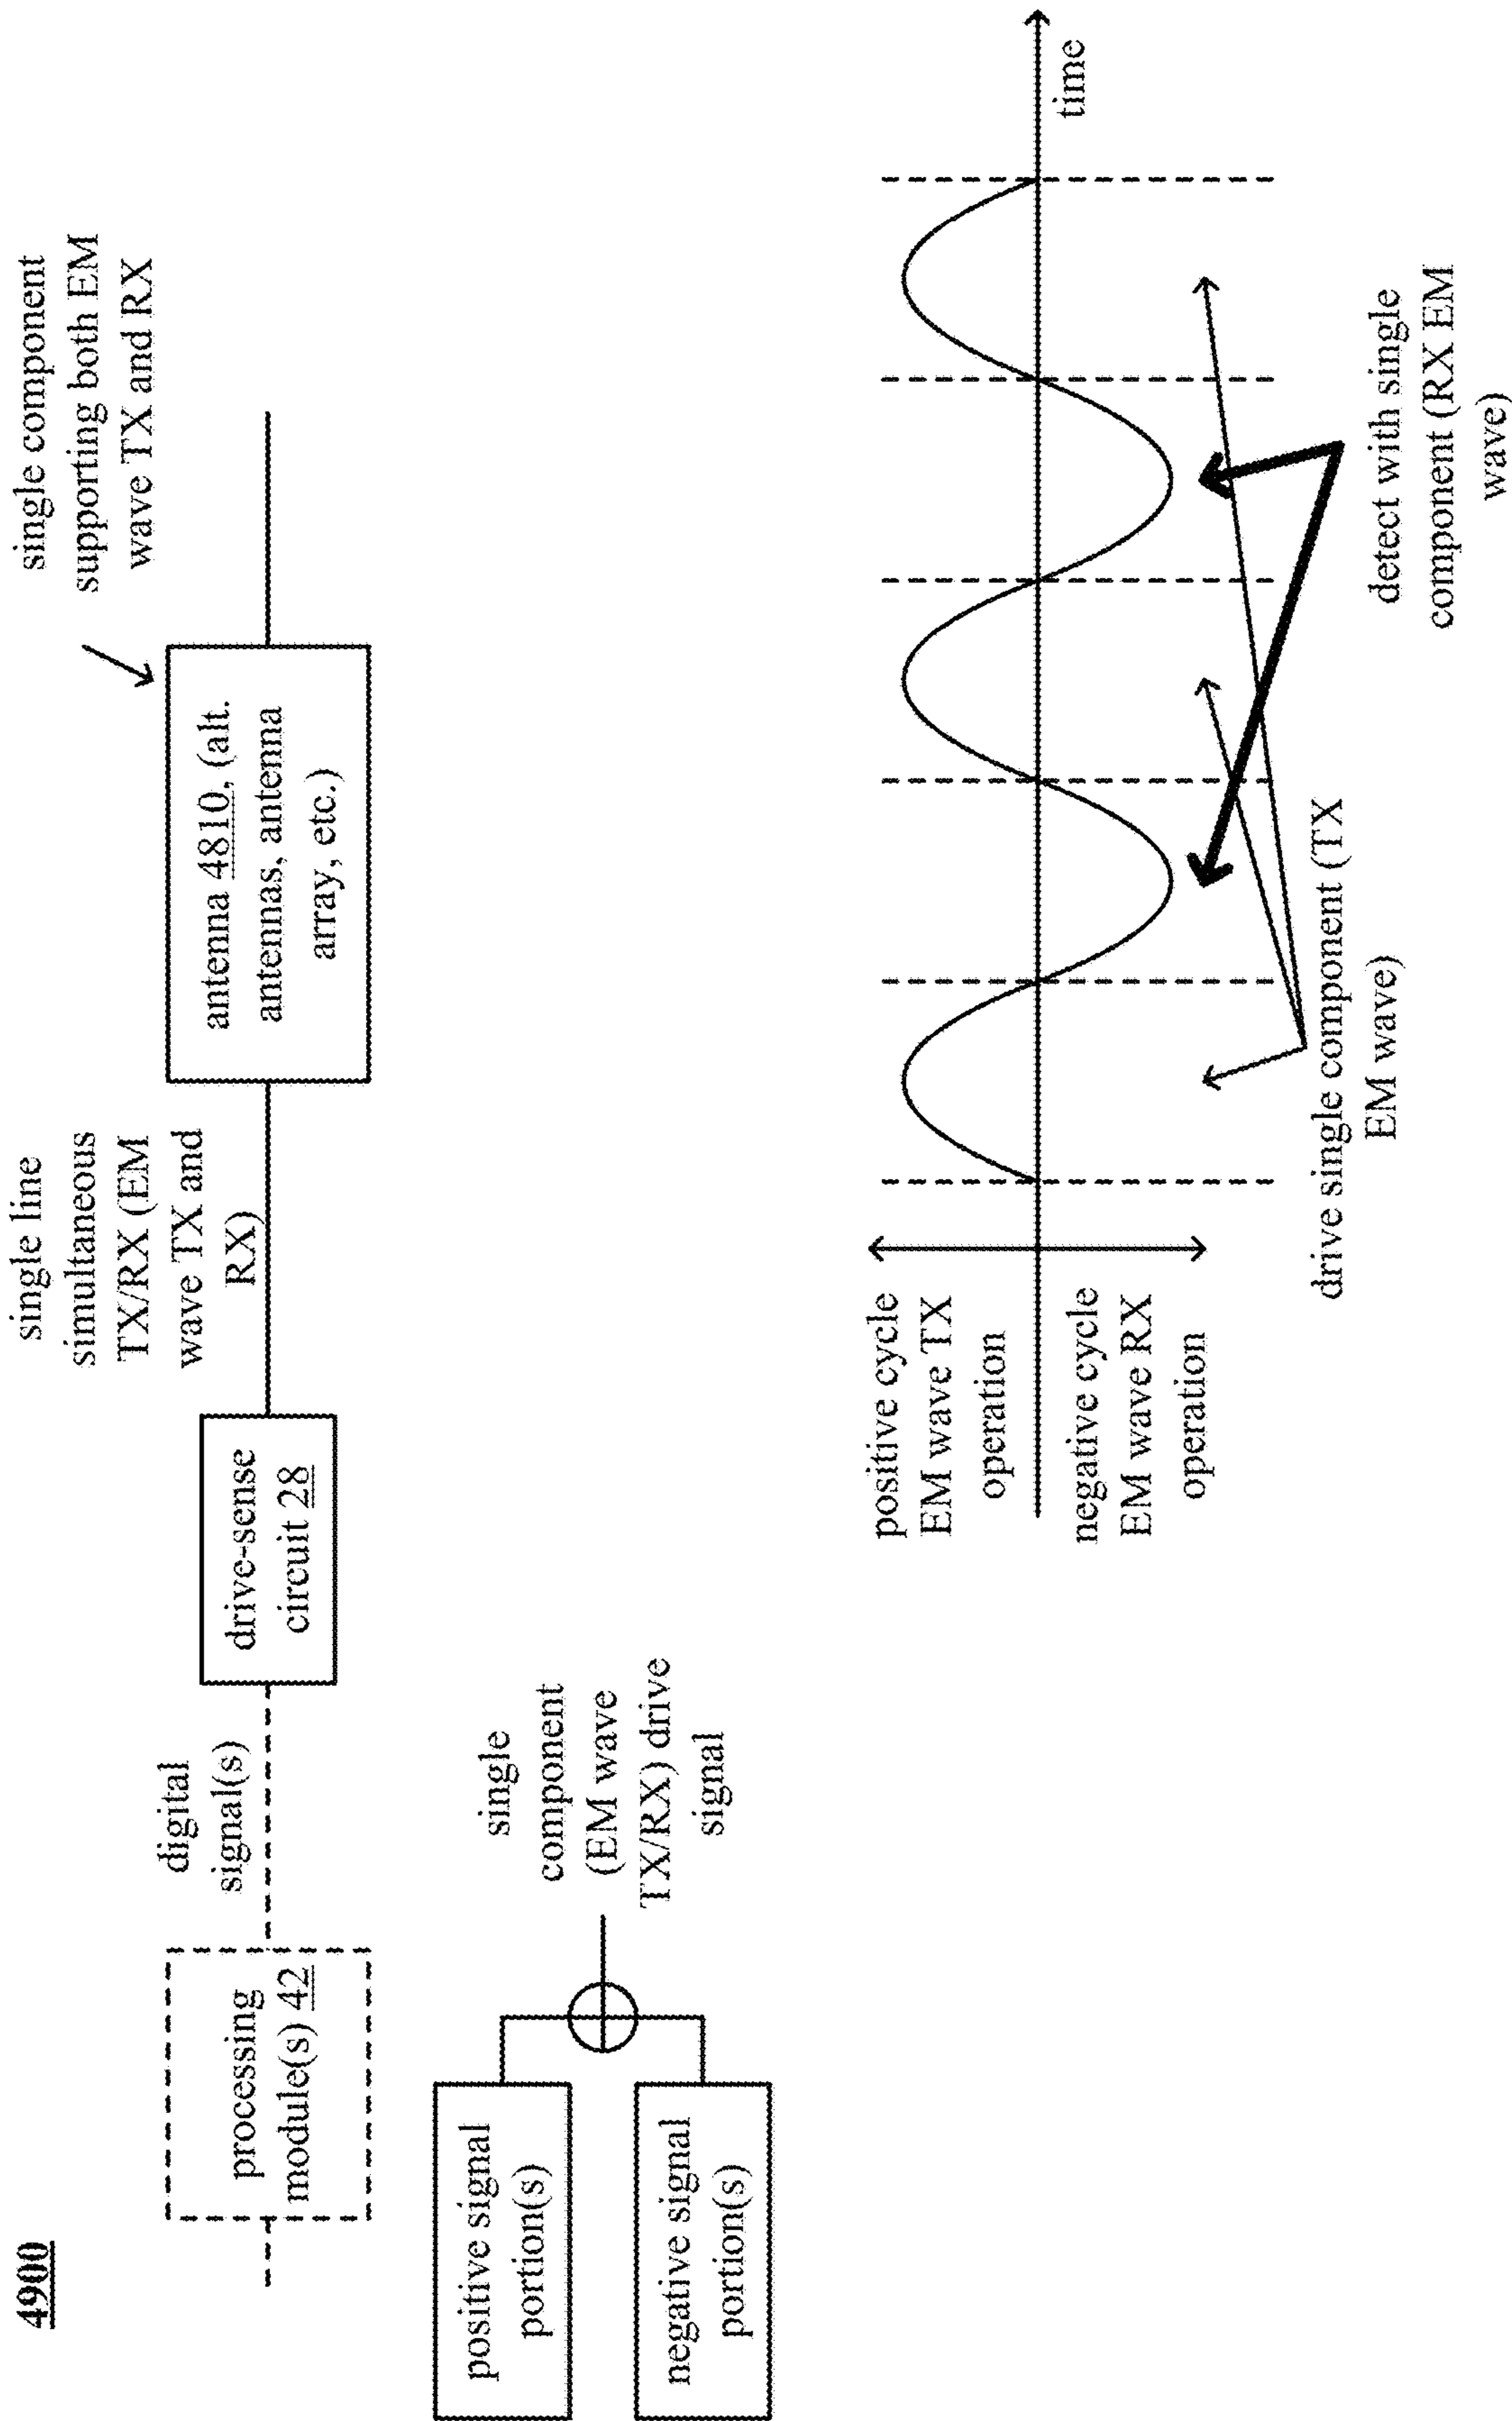 4900
processing
module(s) 42
digital
signal(s)
drive-sense
circuit 28
single line
simultaneous
TX/RX (EM
wave TX and
RX)
antenna 4810, (alt.
antennas, antenna
array, etc.)
single component
supporting both EM
wave TX and RX
positive signal
portion(s)
negative signal
portion(s)
single
component
(EM wave
TX/RX) drive
signal
positive cycle
EM wave TX
operation
negative cycle
EM wave RX
operation
time
drive single component (TX
EM wave)
detect with single
component (RX EM
wave)